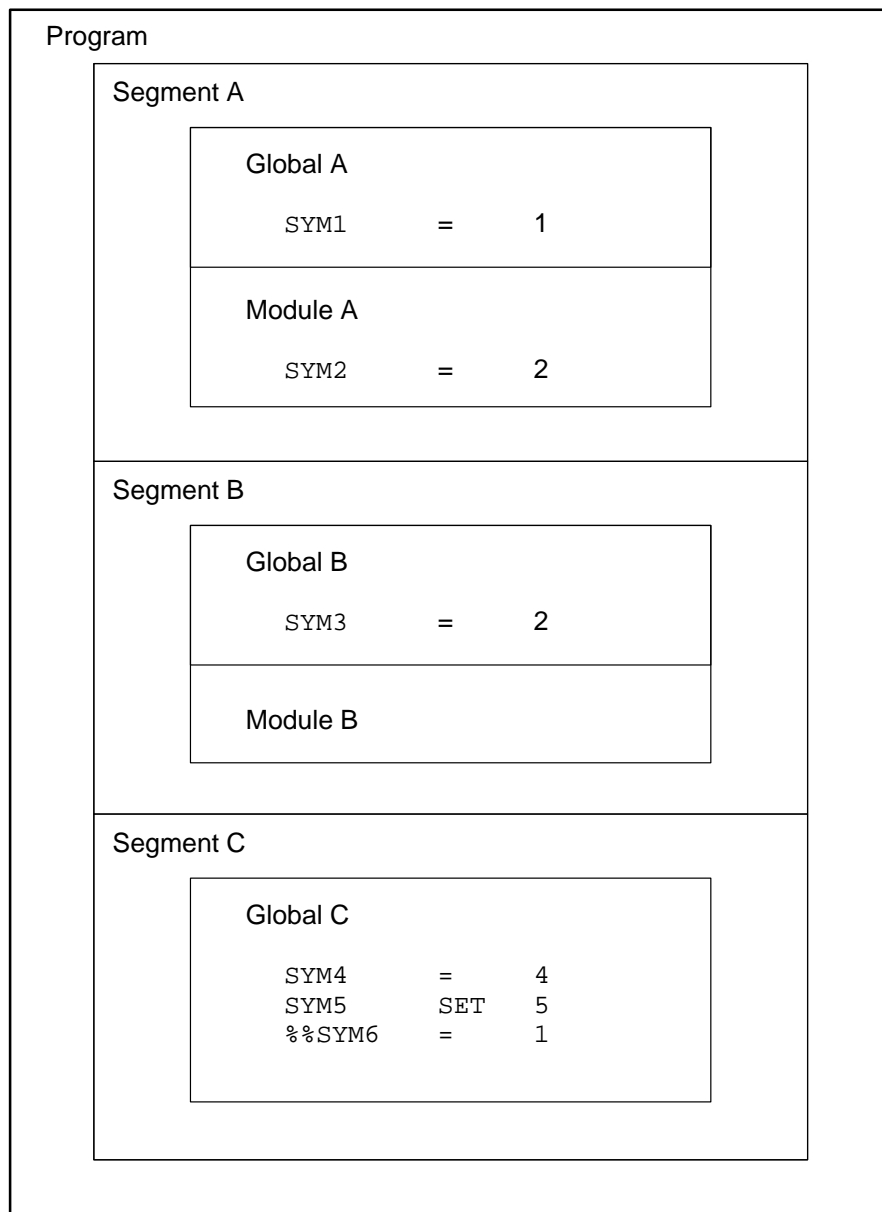 Program
Segment A
Global A
SYM1 = 1
Module A
SYM2 = 2
Segment B
Global B
SYM3 = 2
Module B
Segment C
Global C
SYM4 = 4
SYM5 SET 5
%%SYM6 = 1